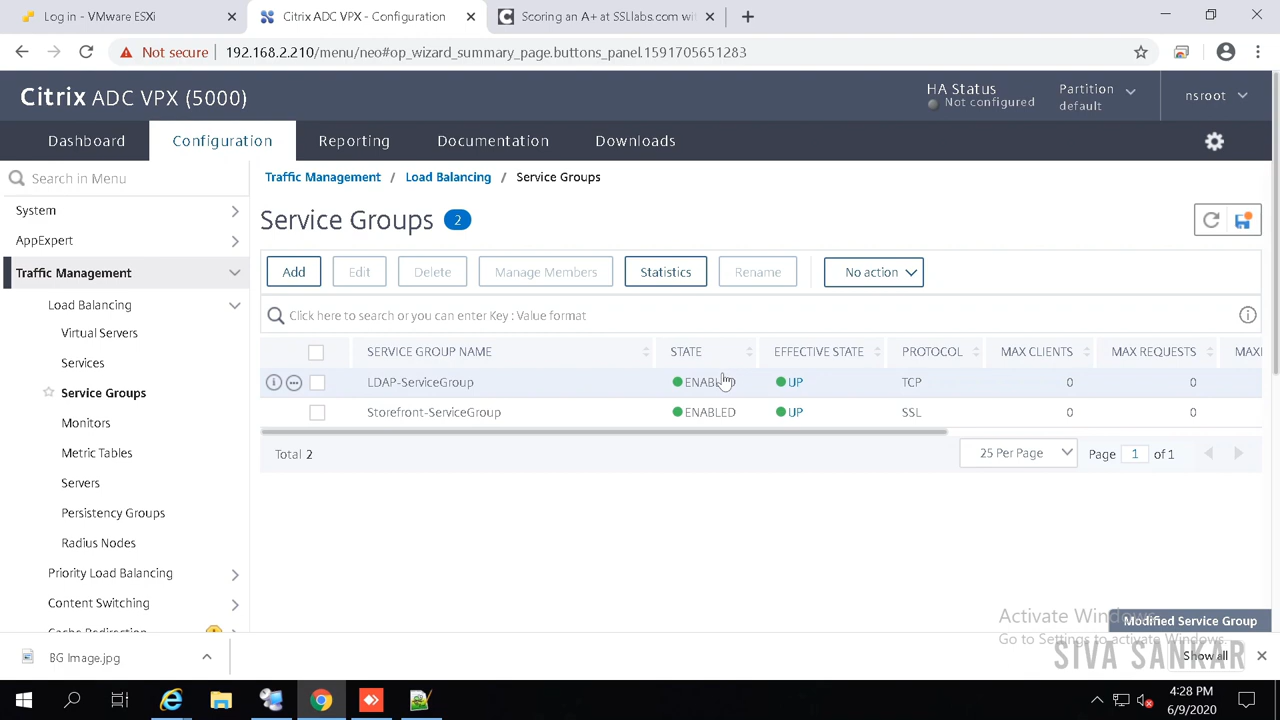 Log in - VMware ESXi
Citrix ADC VPX - Configuration
Scoring an A+ at SSLlabs.com wi
Not secure
192.168.2.210/menu/neo#op_wizard_summary_page.buttons_panel.1591705651283
Citrix ADC VPX (5000)
HA Status
Not configured
Partition
default
nsroot
Dashboard
Configuration
Reporting
Documentation
Downloads
Search in Menu
System
AppExpert
Traffic Management
Load Balancing
Virtual Servers
Services
Service Groups
Monitors
Metric Tables
Servers
Persistency Groups
Radius Nodes
Priority Load Balancing
Content Switching
Cache Redirection
Traffic Management / Load Balancing / Service Groups
Service Groups 2
Add Edit Delete Manage Members Statistics Rename No action
Click here to search or you can enter Key : Value format
SERVICE GROUP NAME STATE EFFECTIVE STATE PROTOCOL MAX CLIENTS MAX REQUESTS MAXI
LDAP-ServiceGroup ENABLED UP TCP 0 0
Storefront-ServiceGroup ENABLED UP SSL 0 0
Total 2
25 Per Page
Page 1 of 1
Modified Service Group
Activate Windows
Go to Settings to activate Windows.
SIVA SANKAR
BG Image.jpg
Show all
4:28 PM
6/9/2020